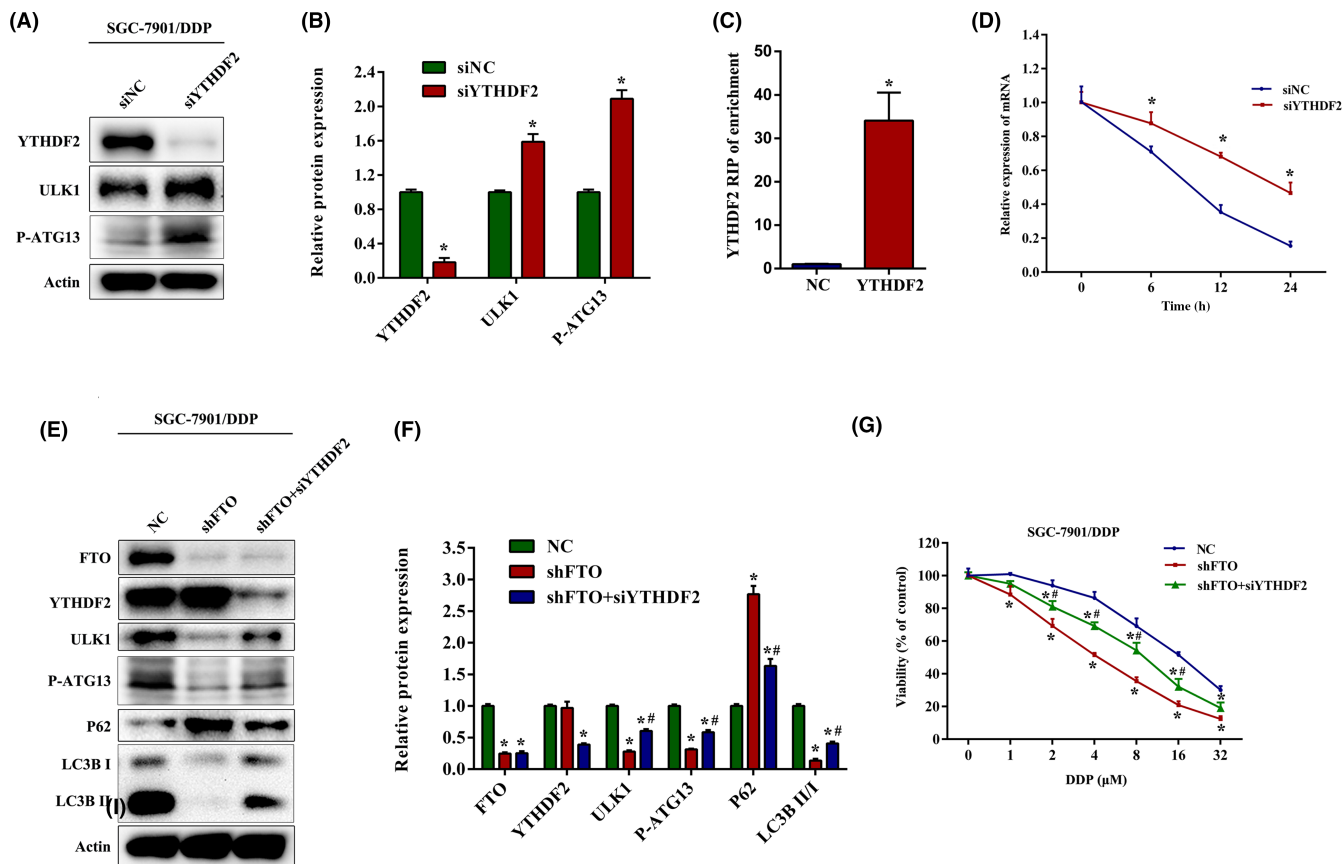 (A)
SGC-7901/DDP
siNC
siYTHDF2
YTHDF2
ULK1
P-ATG13
Actin
(B)
Relative protein expression
2.4
2.0
1.6
1.2
0.8
0.4
0.0
siNC
siYTHDF2
*
*
*
YTHDF2
ULK1
P-ATG13
(C)
YTHDF2 RIP of enrichment
50
40
30
20
10
0
*
NC
YTHDF2
(D)
Relative expression of mRNA
1.4
1.2
1.0
0.8
0.6
0.4
0.2
0.0
siNC
siYTHDF2
*
*
*
0 6 12 24
Time (h)
(E)
SGC-7901/DDP
NC
shFTO
shFTO+siYTHDF2
FTO
YTHDF2
ULK1
P-ATG13
P62
LC3B I
LC3B II
(I)
Actin
(F)
Relative protein expression
3.5
3.0
2.5
2.0
1.5
1.0
0.5
0.0
NC
shFTO
shFTO+siYTHDF2
* *
*
* *#
* *#
* *#
* *#
FTO
YTHDF2
ULK1
P-ATG13
P62
LC3B II/I
(G)
SGC-7901/DDP
Viability (% of control)
120
100
80
60
40
20
0
NC
shFTO
shFTO+siYTHDF2
*
*# *
*# *
*# *
*# *
* *
0 1 2 4 8 16 32
DDP (μM)